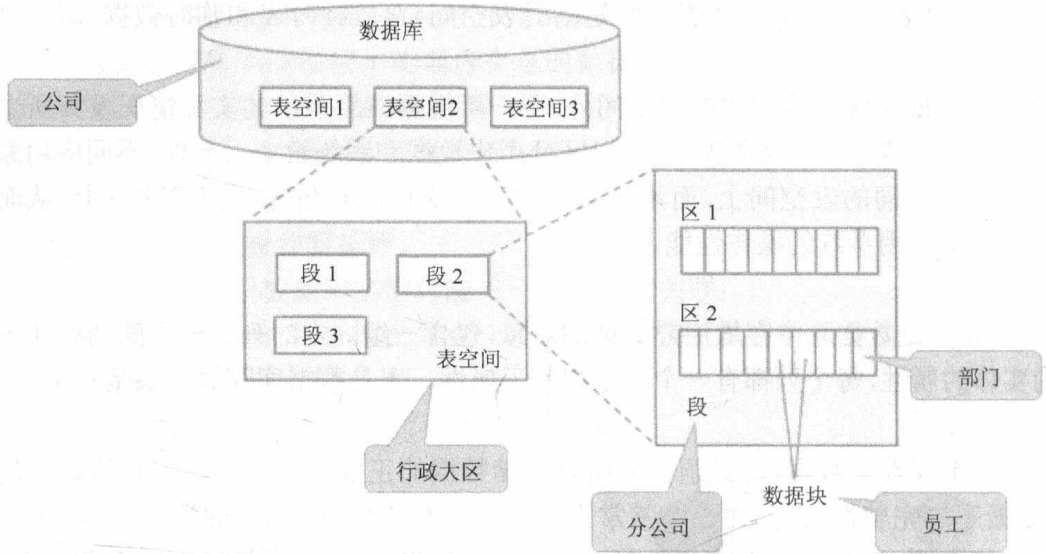 数据库
公司
表空间1 表空间2 表空间3
区 1
段 1 段 2
区 2
段 3
表空间
部门
段
行政大区
数据块
分公司
员工